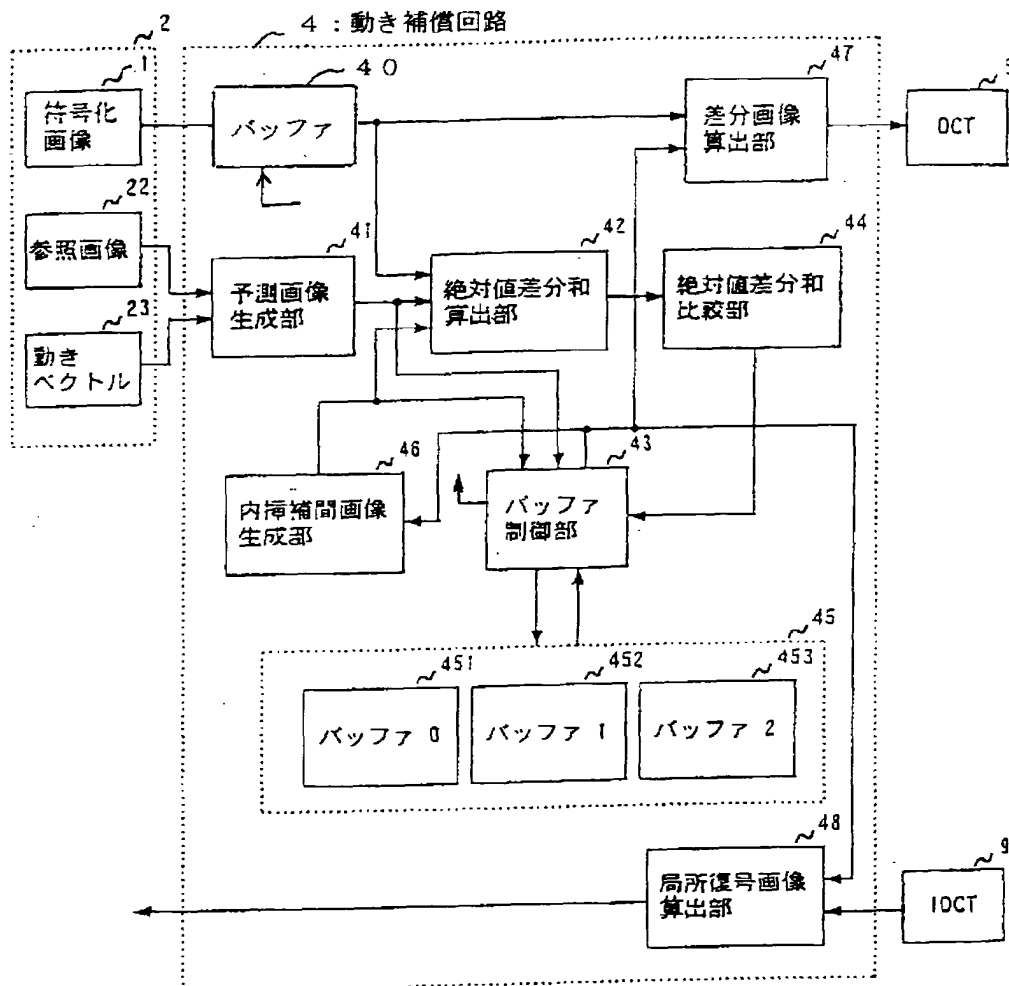 2
4:動き補償回路
1
符号化
画像
40
バッファ
47
差分画像
算出部
DCT
22
参照画像
41
予測画像
生成部
42
絶対値差分和
算出部
44
絶対値差分和
比較部
23
動き
ベクトル
46
内挿補間画像
生成部
43
バッファ
制御部
45
451
バッファ 0
452
バッファ 1
453
バッファ 2
48
局所復号画像
算出部
9
IDCT